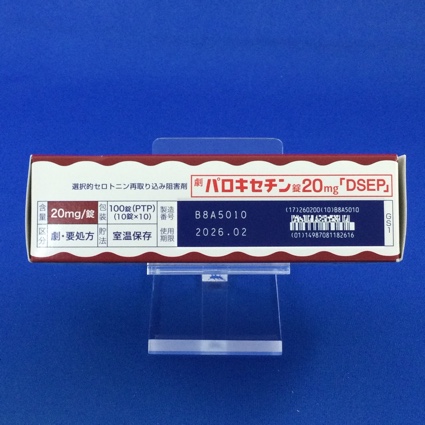 選択的セロトニン再取り込み阻害剤
劇 パロキセチン錠20mg「DSEP」
含量 20mg/錠 包装 100錠(PTP) (10錠×10) 製造番号 B8A5010
区分 劇・要処方 貯法 室温保存 使用期限 2026.02
(17)260200(10)B8A5010
(01)14987081182616
GS1